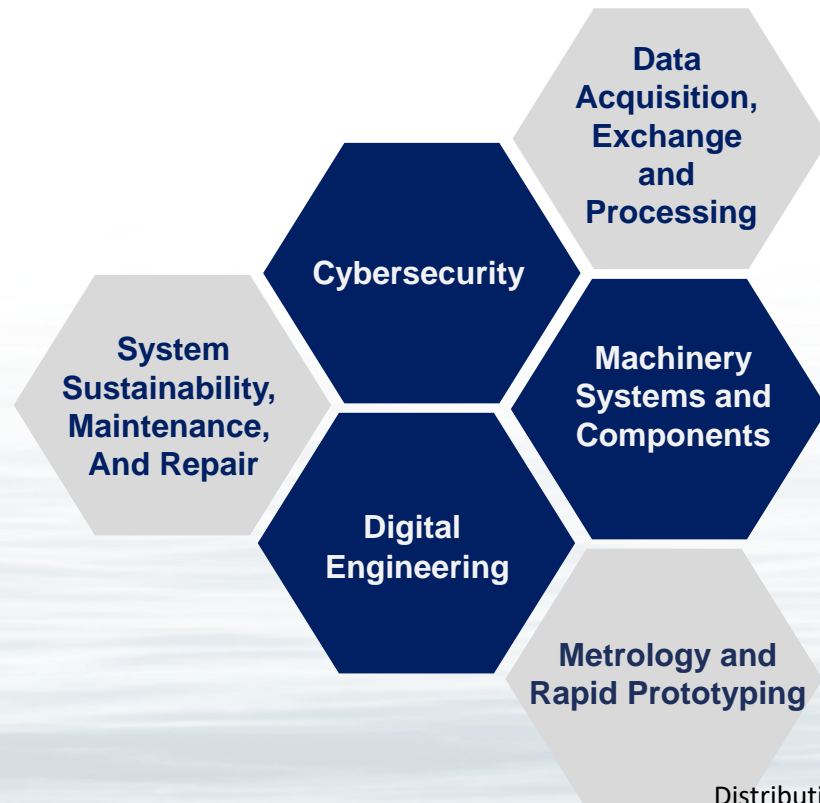 Data
Acquisition,
Exchange
and
Processing
Cybersecurity
System
Sustainability,
Maintenance,
And Repair
Machinery
Systems and
Components
Digital
Engineering
Metrology and
Rapid Prototyping
Distributi